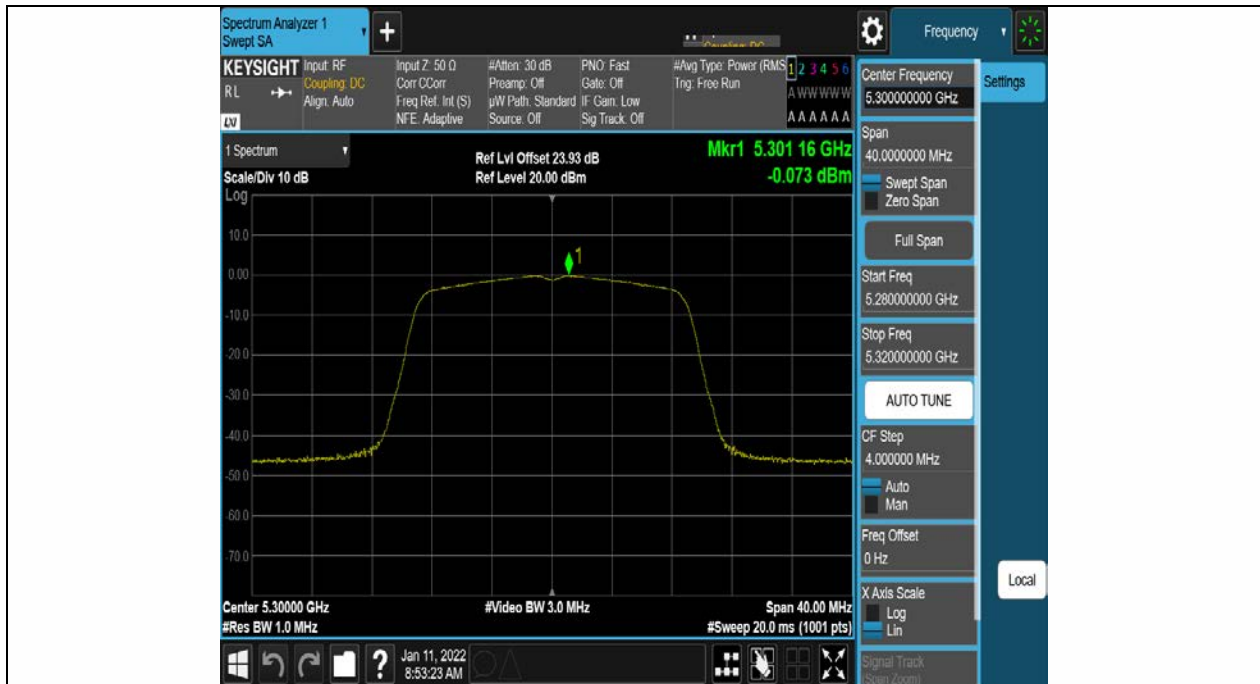 Spectrum Analyzer 1
Swept SA
+
Frequency
KEYSIGHT
RL
LXI
Input: RF
Coupling: DC
Align: Auto
Input Z: 50 Ω
Corr CCorr
Freq Ref: Int (S)
NFE: Adaptive
#Atten: 30 dB
Preamp: Off
µW Path: Standard
Source: Off
PNO: Fast
Gate: Off
IF Gain: Low
Sig Track: Off
#Avg Type: Power (RMS
Trig: Free Run
1 2 3 4 5 6
A W W W W W
A A A A A A
1 Spectrum
Scale/Div 10 dB
Log
Ref Lvl Offset 23.93 dB
Ref Level 20.00 dBm
Mkr1 5.301 16 GHz
-0.073 dBm
10.0
0.00
-10.0
-20.0
-30.0
-40.0
-50.0
-60.0
-70.0
1
Center 5.30000 GHz
#Res BW 1.0 MHz
#Video BW 3.0 MHz
Span 40.00 MHz
#Sweep 20.0 ms (1001 pts)
?
Jan 11, 2022
8:53:23 AM
Center Frequency
5.300000000 GHz
Span
40.0000000 MHz
Swept Span
Zero Span
Full Span
Start Freq
5.280000000 GHz
Stop Freq
5.320000000 GHz
AUTO TUNE
CF Step
4.000000 MHz
Auto
Man
Freq Offset
0 Hz
X Axis Scale
Log
Lin
Signal Track
(Span Zoom)
Settings
Local